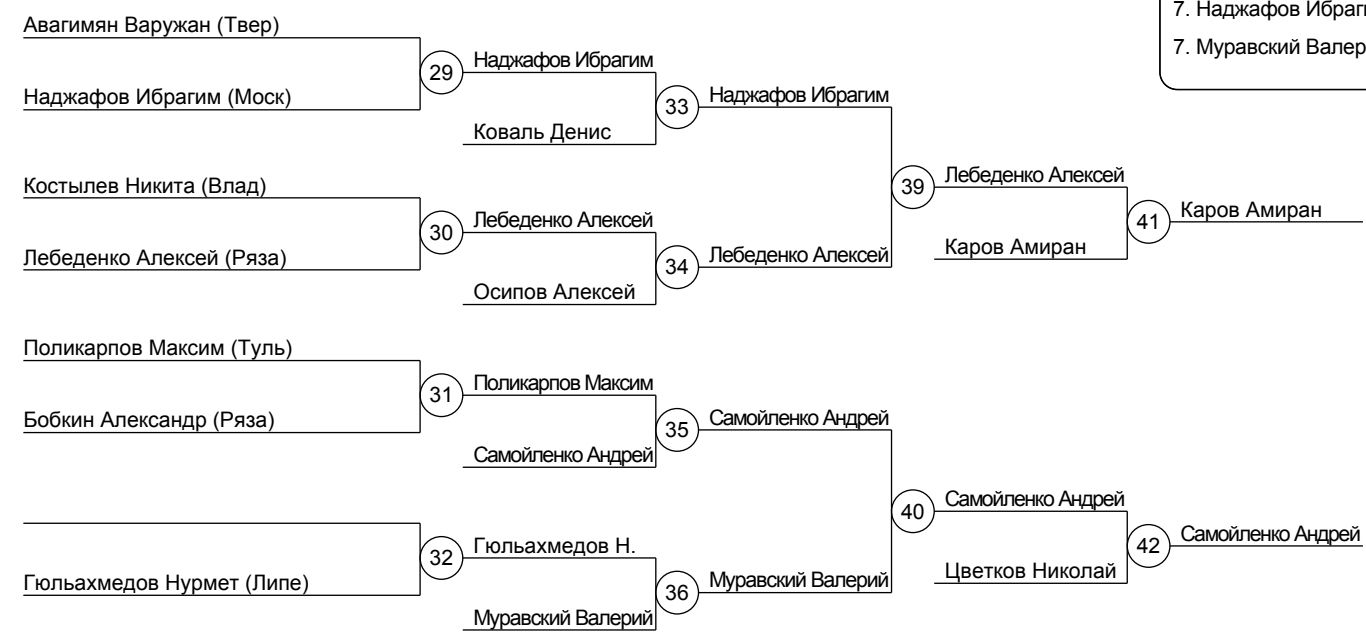 7. Наджафов
7. Муравский
Авагимян Варужан (Твер)
29
Наджафов Ибрагим
Наджафов Ибрагим (Моск)
33
Наджафов Ибрагим
Коваль Денис
Костылев Никита (Влад)
39
Лебеденко Алексей
30
Лебеденко Алексей
41
Каров Амиран
Лебеденко Алексей (Ряза)
34
Лебеденко Алексей
Каров Амиран
Осипов Алексей
Поликарпов Максим (Туль)
31
Поликарпов Максим
Бобкин Александр (Ряза)
35
Самойленко Андрей
Самойленко Андрей
40
Самойленко Андрей
32
Гюльахмедов Н.
42
Самойленко Андрей
Гюльахмедов Нурмет (Липе)
36
Муравский Валерий
Цветков Николай
Муравский Валерий